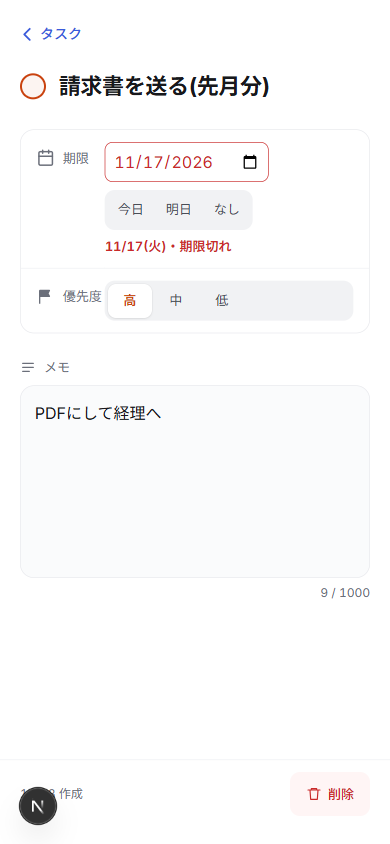 タスク
請求書を送る(先月分)
期限
11/17/2026
今日 明日 なし
11/17(火)・期限切れ
優先度
高 中 低
メモ
PDFにして経理へ
9 / 1000
作成
削除